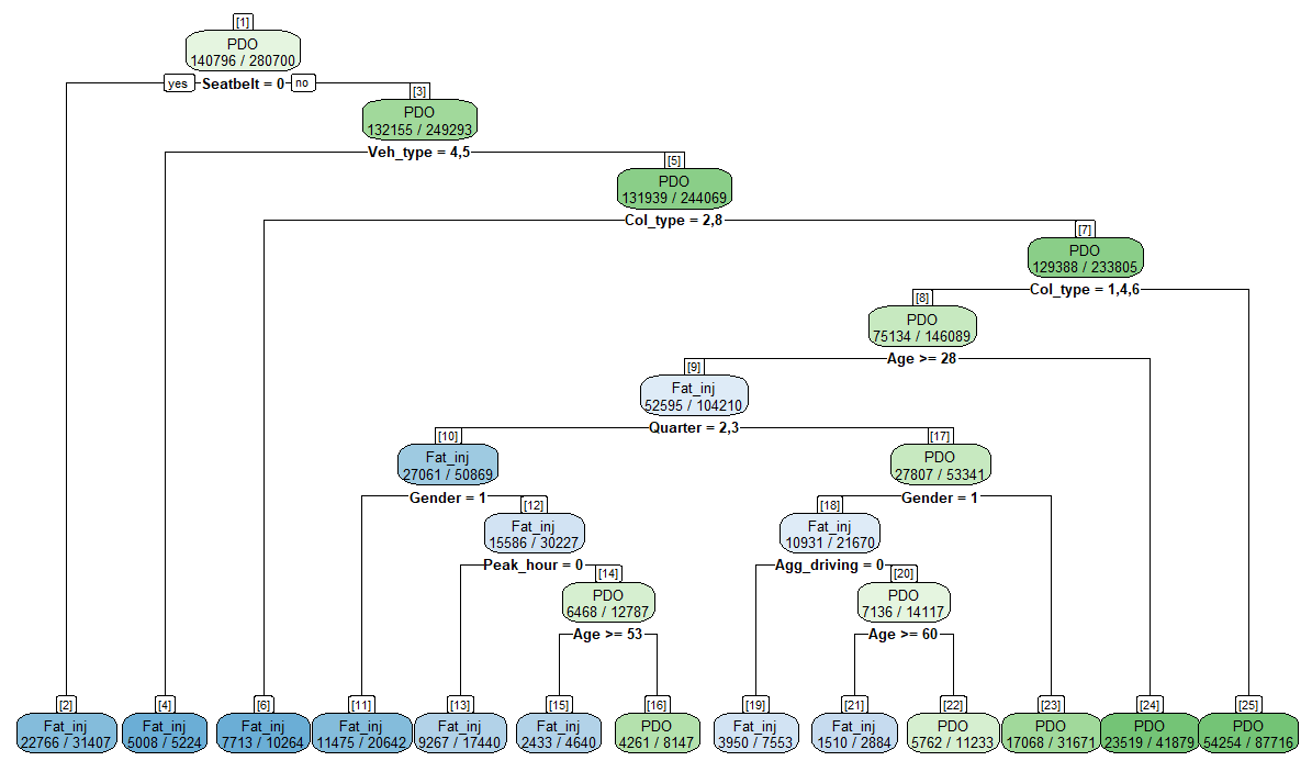 [1]
PDO
140796 / 280700
yes Seatbelt = 0 no
[3]
PDO
132155 / 249293
Veh_type = 4,5
[5]
PDO
131939 / 244069
Col_type = 2,8
[7]
PDO
129388 / 233805
Col_type = 1,4,6
[8]
PDO
75134 / 146089
Age >= 28
[9]
Fat_inj
52595 / 104210
Quarter = 2,3
[10] [17]
Fat_inj PDO
27061 / 50869 27807 / 53341
Gender = 1 Gender = 1
[12] [18]
Fat_inj Fat_inj
15586 / 30227 10931 / 21670
Peak_hour = 0 Agg_driving = 0
[14] [20]
PDO PDO
6468 / 12787 7136 / 14117
Age >= 53 Age >= 60
[2] [4] [6] [11] [13] [15] [16] [19] [21] [22] [23] [24] [25]
Fat_inj Fat_inj Fat_inj Fat_inj Fat_inj Fat_inj PDO Fat_inj Fat_inj PDO PDO PDO PDO
22766 / 31407 5008 / 5224 7713 / 10264 11475 / 20642 9267 / 17440 2433 / 4640 4261 / 8147 3950 / 7553 1510 / 2884 5762 / 11233 17068 / 31671 23519 / 41879 54254 / 87716